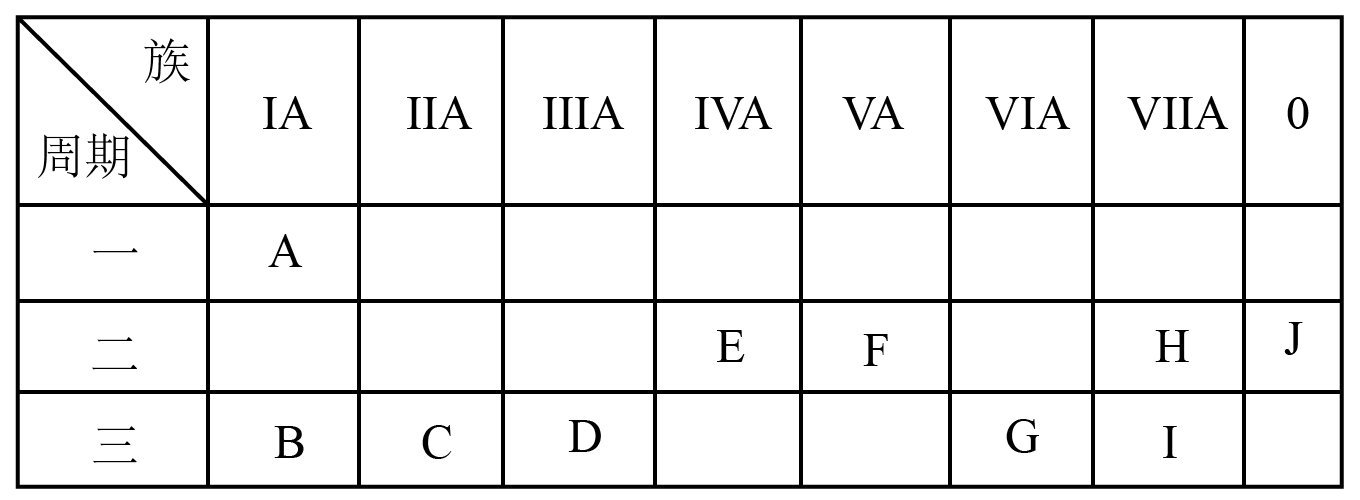 族
周期
IA IIA IIIA IVA VA VIA VIIA 0
一 A
二 E F H J
三 B C D G I